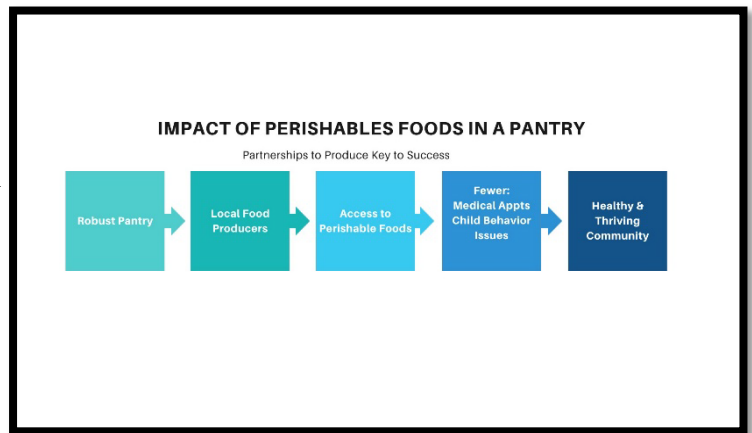 IMPACT OF PERISHABLES FOODS IN A PANTRY
Partnerships to Produce Key to Success
Robust Pantry
Local Food
Producers
Access to
Perishable Foods
Fewer:
Medical Appts
Child Behavior
Issues
Healthy &
Thriving
Community